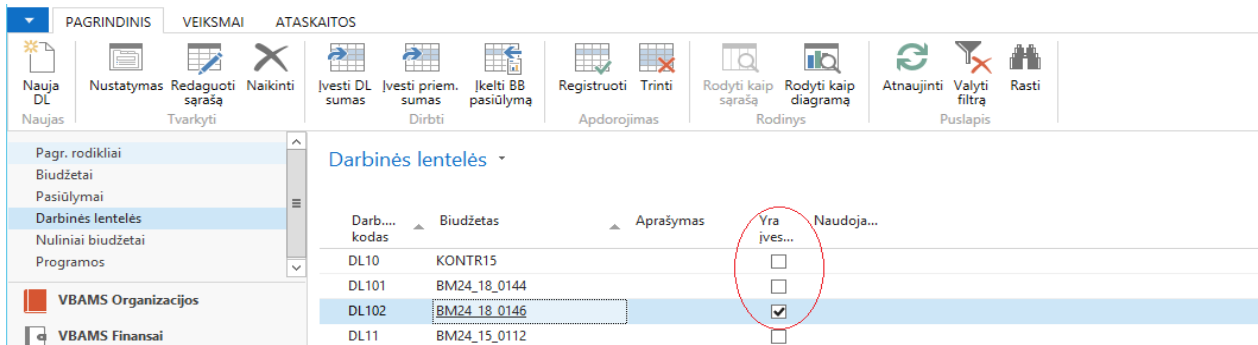 PAGRINDINIS VEIKSMAI ATASKAITOS
Nauja DL
Nustatymas
Redaguoti sąrašą
Naikinti
Įvesti DL sumas
Įvesti priem. sumas
Įkelti BB pasiūlymą
Registruoti
Trinti
Rodyti kaip sąrašą
Rodyti kaip diagramą
Atnaujinti
Valyti filtrą
Rasti
Naujas Tvarkyti Dirbti Apdorojimas Rodinys Puslapis
Pagr. rodikliai
Biudžetai
Pasiūlymai
Darbinės lentelės
Nuliniai biudžetai
Programos
VBAMS Organizacijos
VBAMS Finansai
Darbinės lentelės
Darb.... kodas Biudžetas Aprašymas Yra įves... Naudoja...
DL10 KONTR15
DL101 BM24_18_0144
DL102 BM24_18_0146
DL11 BM24_15_0112